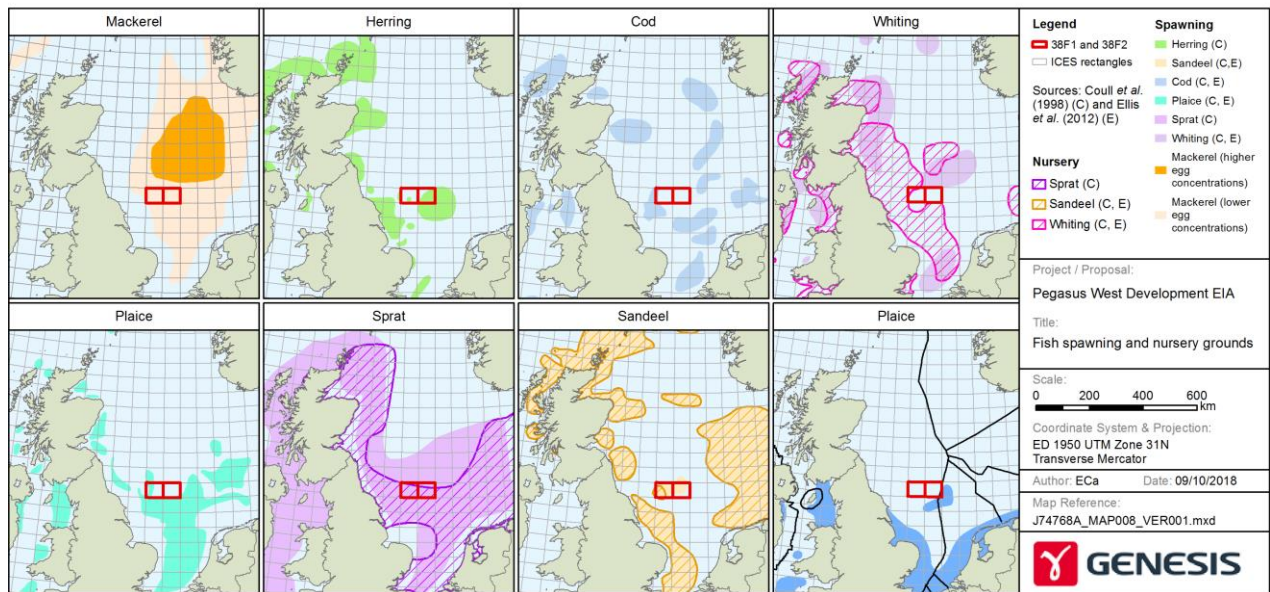 Mackerel
Herring
Cod
Whiting
Plaice
Sprat
Sandeel
Plaice
Legend
38F1 and 38F2
ICES rectangles
Sources: Coull et al.
(1998) (C) and Ellis
et al. (2012) (E)
Nursery
Sprat (C)
Sandeel (C, E)
Whiting (C, E)
Spawning
Herring (C)
Sandeel (C,E)
Cod (C, E)
Plaice (C, E)
Sprat (C)
Whiting (C, E)
Mackerel (higher
egg
concentrations)
Mackerel (lower
egg
concentrations)
Project / Proposal:
Pegasus West Development EIA
Title:
Fish spawning and nursery grounds
Scale:
0 200 400 600
km
Coordinate System & Projection:
ED 1950 UTM Zone 31N
Transverse Mercator
Author: ECa Date: 09/10/2018
Map Reference:
J74768A_MAP008_VER001.mxd
GENESIS